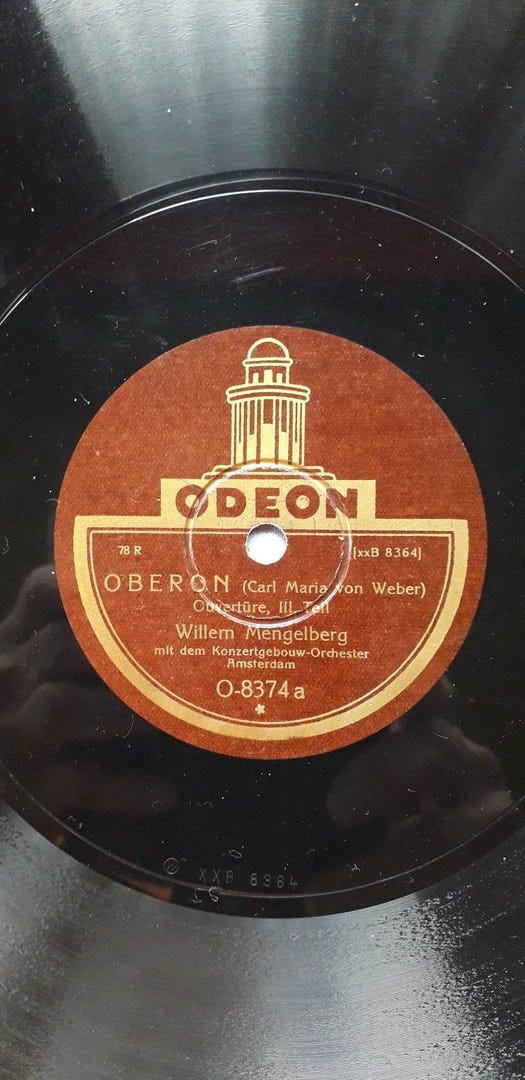 ODEON
78 R [xxB 8364]
OBERON (Carl Maria von Weber)
Ouvertüre, III. Teil
Willem Mengelberg
mit dem Konzertgebouw-Orchester
Amsterdam
O-8374 a
XXB 8364